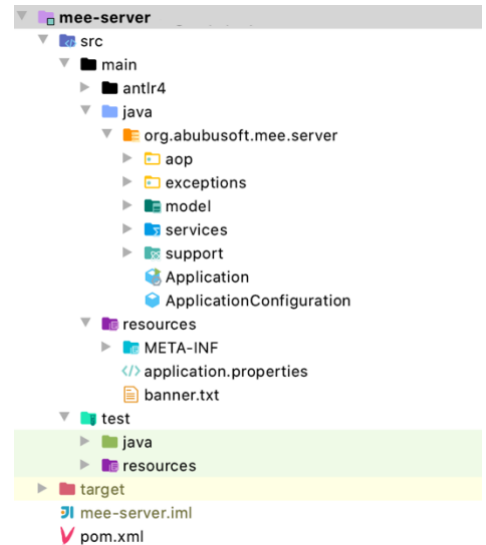 mee-server
src
main
antlr4
java
org.abubusoft.mee.server
aop
exceptions
model
services
support
Application
ApplicationConfiguration
resources
META-INF
application.properties
banner.txt
test
java
resources
target
mee-server.iml
pom.xml